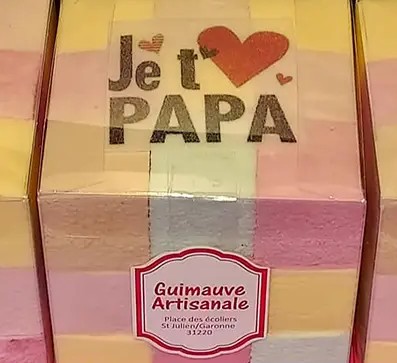 Je t
PAPA
Guimauve
Artisanale
Place des écoliers
St Julien/Garonne
31220